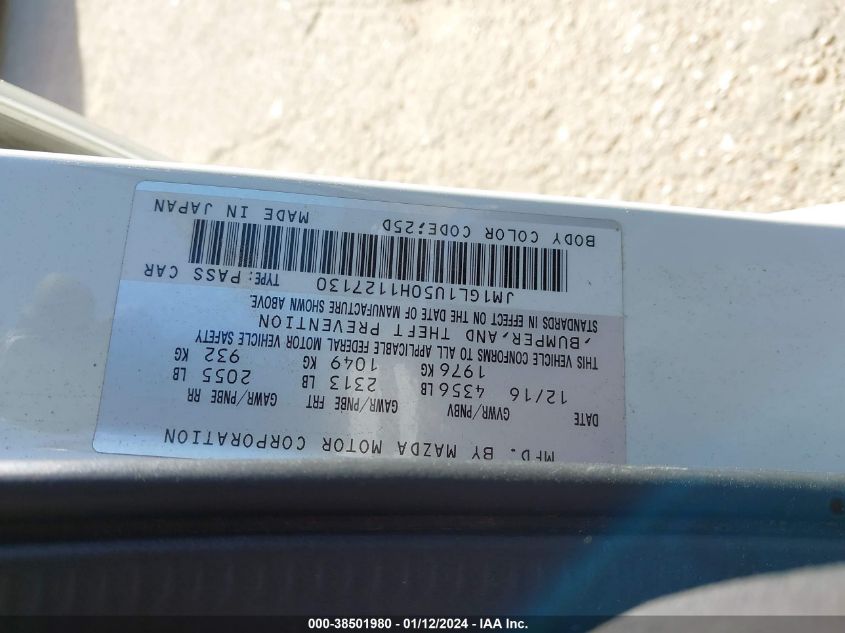 MFD. BY MAZDA MOTOR CORPORATION
DATE GVWR/PNBV GAWR/PNBE FRT GAWR/PNBE RR
12/16 4356 LB 2313 LB 2055 LB
1976 KG 1049 KG 932 KG
THIS VEHICLE CONFORMS TO ALL APPLICABLE FEDERAL MOTOR VEHICLE SAFETY
,BUMPER,AND THEFT PREVENTION
STANDARDS IN EFFECT ON THE DATE OF MANUFACTURE SHOWN ABOVE.
JM1GL1U50H1127130 TYPE:PASS CAR
BODY COLOR CODE:25D MADE IN JAPAN
000-38501980 - 01/12/2024 - IAA Inc.